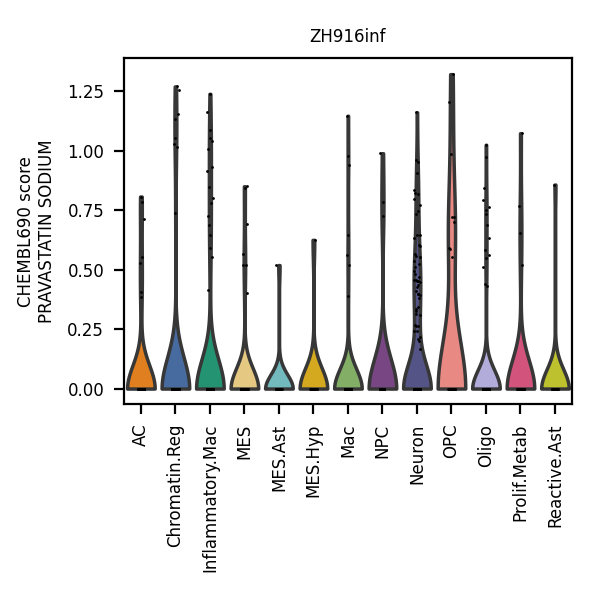 ZH916inf
CHEMBL690 score
PRAVASTATIN SODIUM
1.25
1.00
0.75
0.50
0.25
0.00
AC
Chromatin.Reg
Inflammatory.Mac
MES
MES.Ast
MES.Hyp
Mac
NPC
Neuron
OPC
Oligo
Prolif.Metab
Reactive.Ast